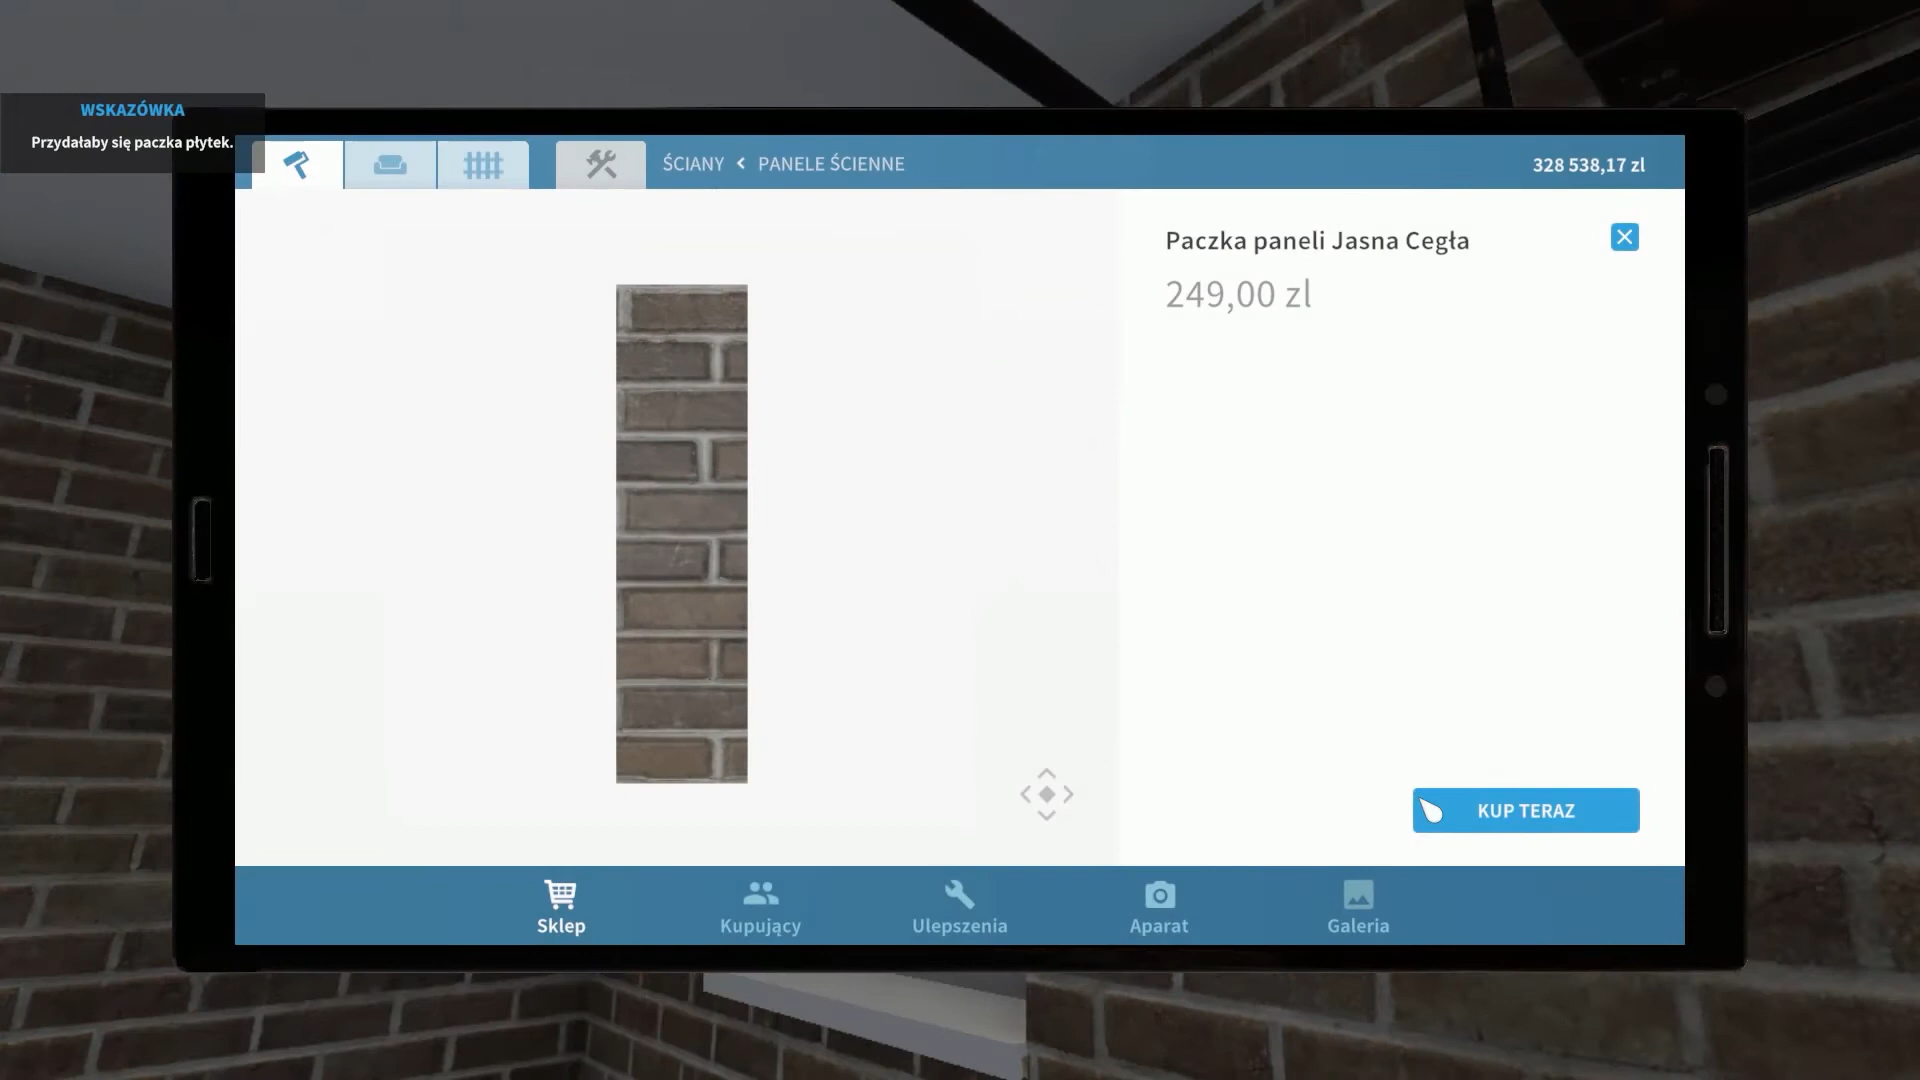 WSKAZÓWKA
Przydałaby się paczka płytek.
ŚCIANY < PANELE ŚCIENNE
328 538,17 zl
Paczka paneli Jasna Cegła
249,00 zl
KUP TERAZ
Sklep
Kupujący
Ulepszenia
Aparat
Galeria